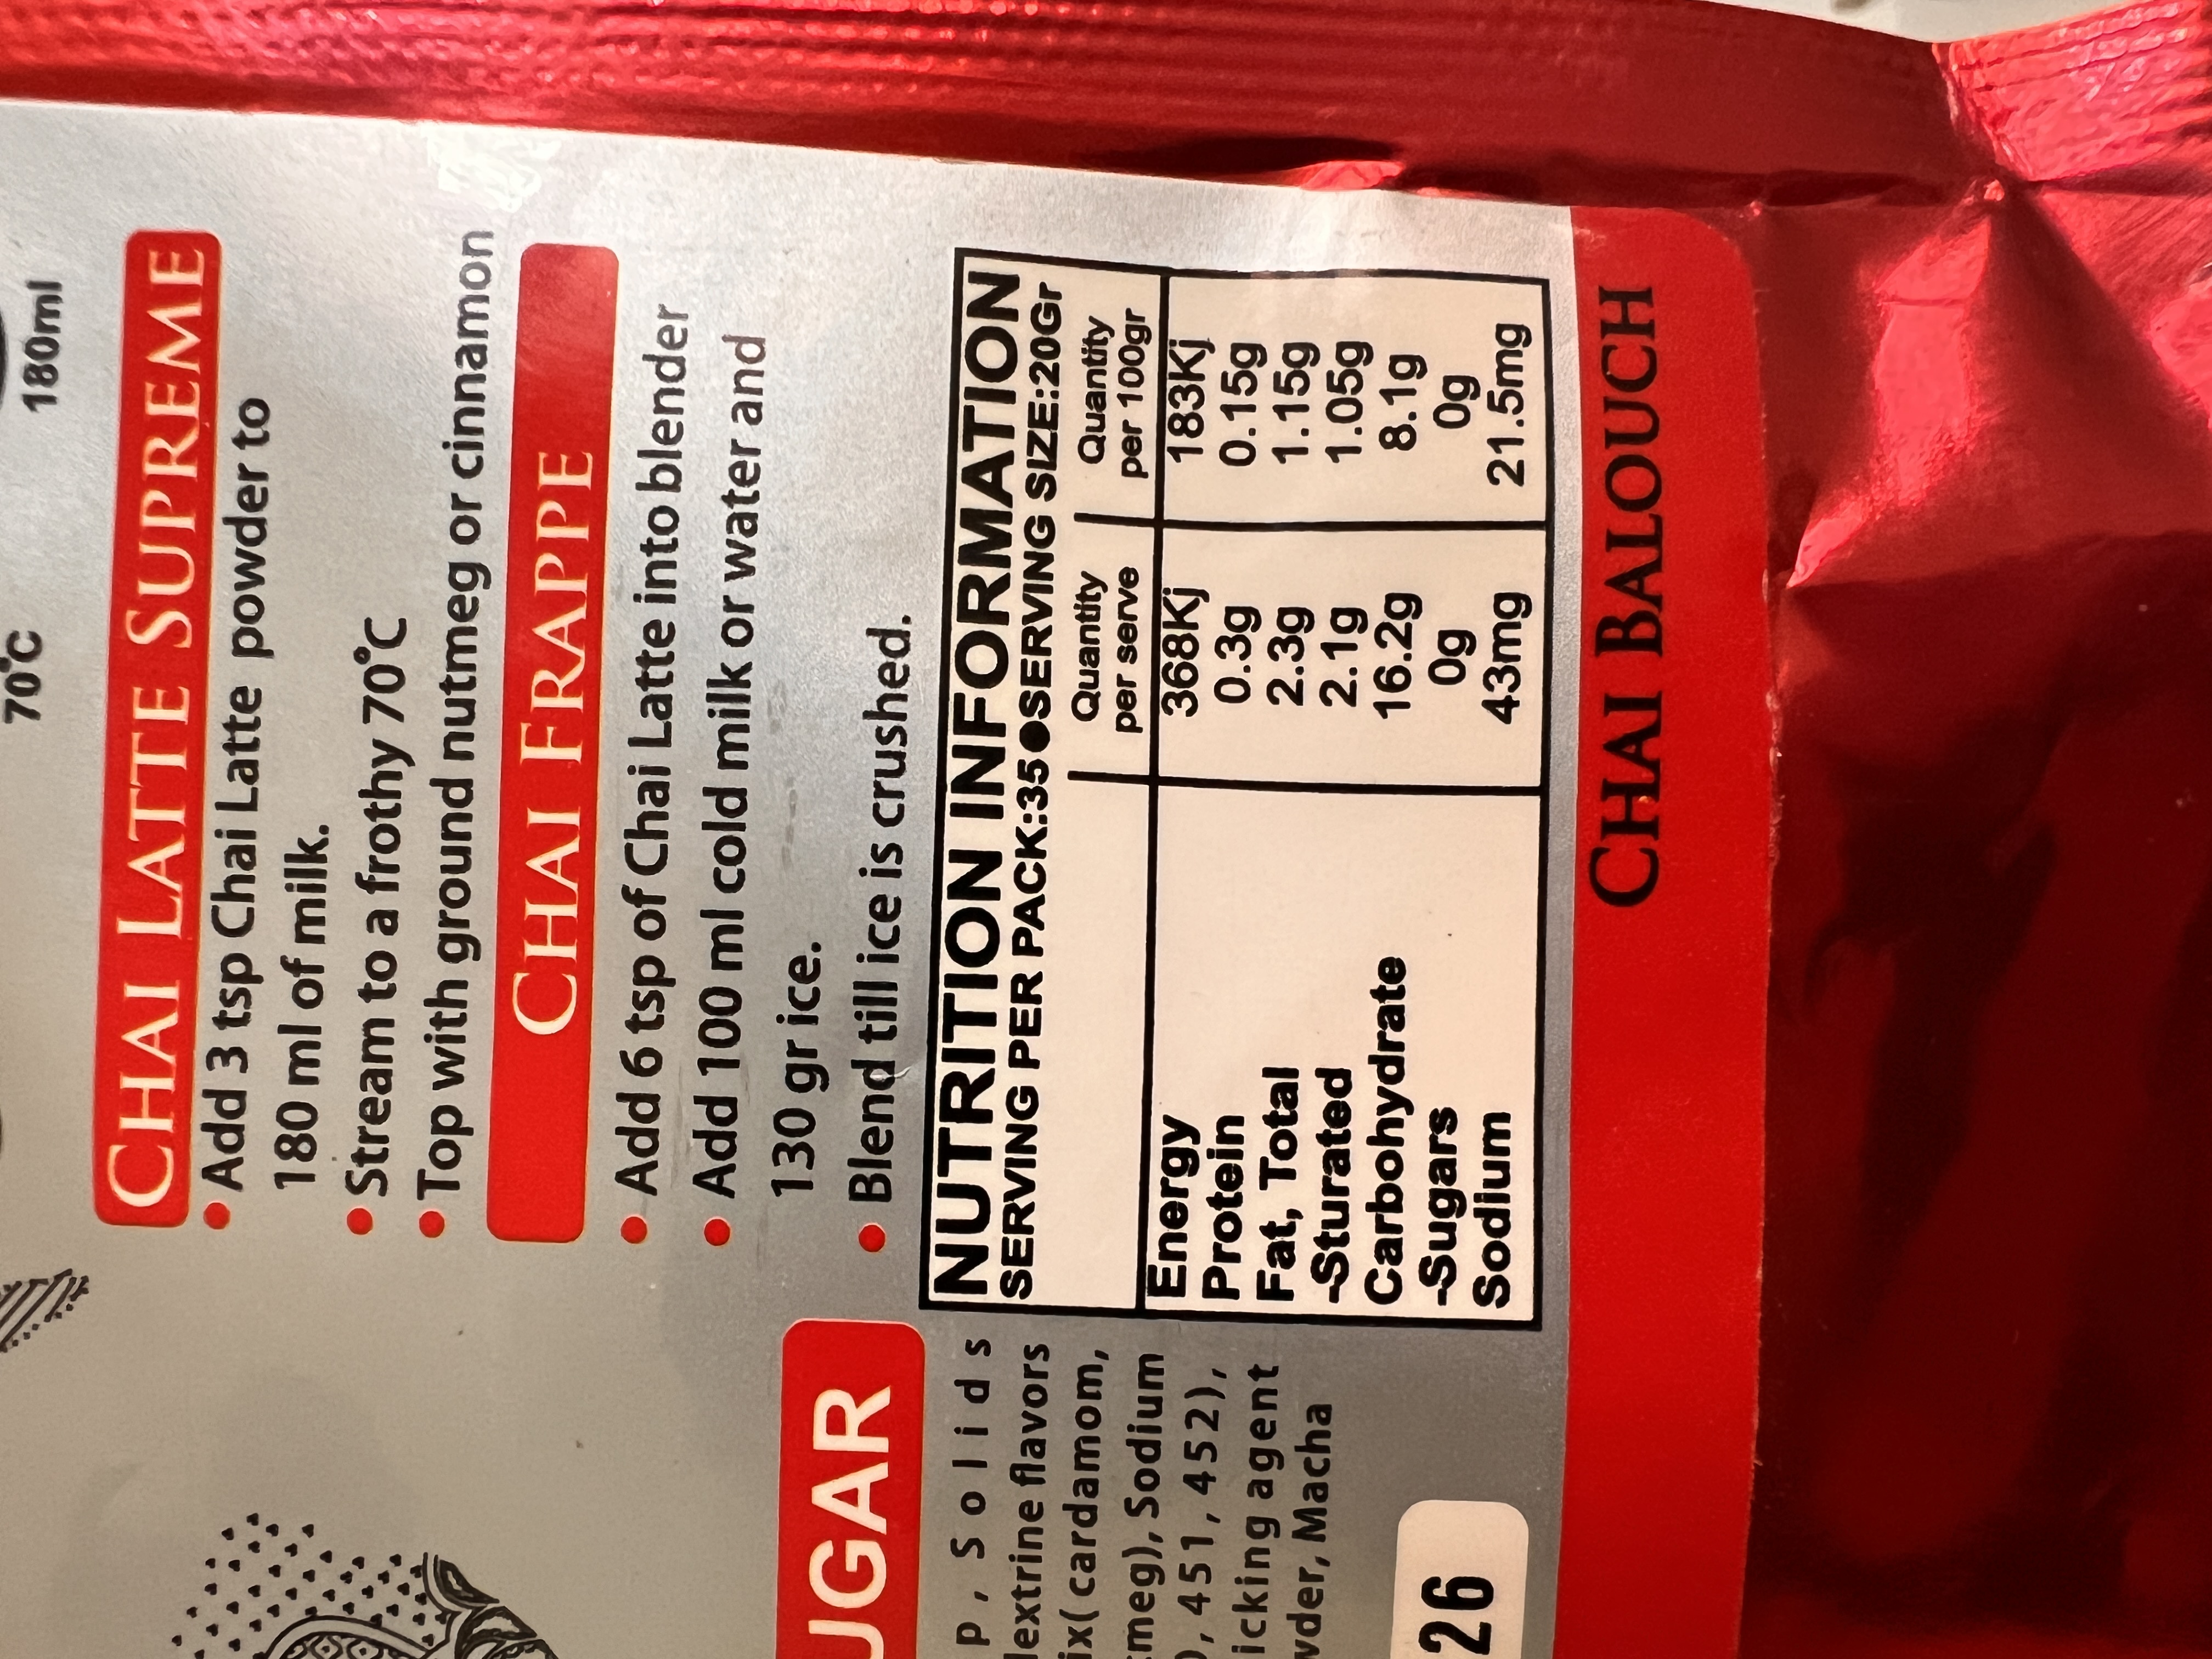 70°C
180ml
CHAI LATTE SUPREME
• Add 3 tsp Chai Latte powder to
180 ml of milk.
• Stream to a frothy 70°C
• Top with ground nutmeg or cinnamon
CHAI FRAPPE
• Add 6 tsp of Chai Latte into blender
• Add 100 ml cold milk or water and
130 gr ice.
• Blend till ice is crushed.
UGAR
p, Solids
lextrine flavors
ix( cardamom,
meg), Sodium
), 451, 452),
icking agent
wder, Macha
26
NUTRITION INFORMATION
SERVING PER PACK:35●SERVING SIZE:20Gr
Quantity per serve Quantity per 100gr
Energy 368Kj 183Kj
Protein 0.3g 0.15g
Fat, Total 2.3g 1.15g
-Sturated 2.1g 1.05g
Carbohydrate 16.2g 8.1g
-Sugars 0g 0g
Sodium 43mg 21.5mg
CHAI BALOUCH